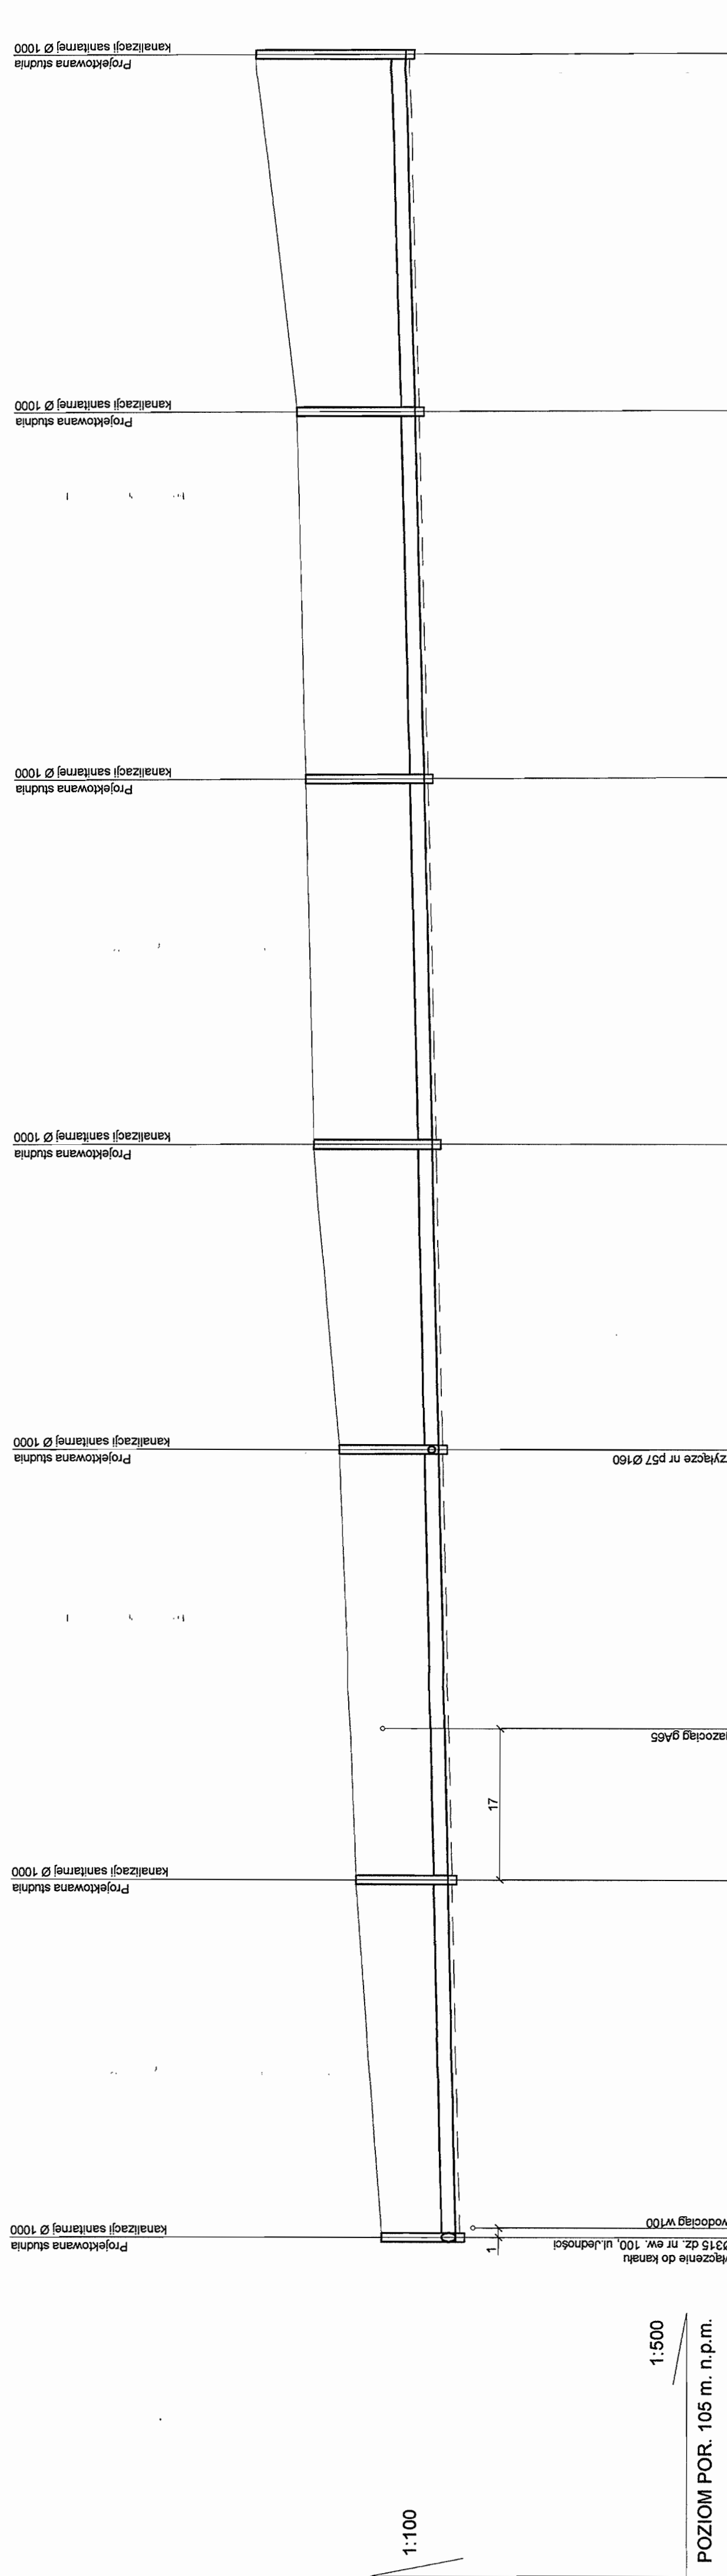 Projektowana studnia
kanalizacji sanitarnej Ø 1000
Projektowana studnia
kanalizacji sanitarnej Ø 1000
Projektowana studnia
kanalizacji sanitarnej Ø 1000
Projektowana studnia
kanalizacji sanitarnej Ø 1000
Projektowana studnia
kanalizacji sanitarnej Ø 1000
zyłącze nr p57 Ø160
azociąg gA65
17
Projektowana studnia
kanalizacji sanitarnej Ø 1000
wodociąg w100
Projektowana studnia
kanalizacji sanitarnej Ø 1000
1
łączenie do kanału
Ø315 dz. nr ew. 100, ul.Jedności
1:500
POZIOM POR. 105 m. n.p.m.
1:100